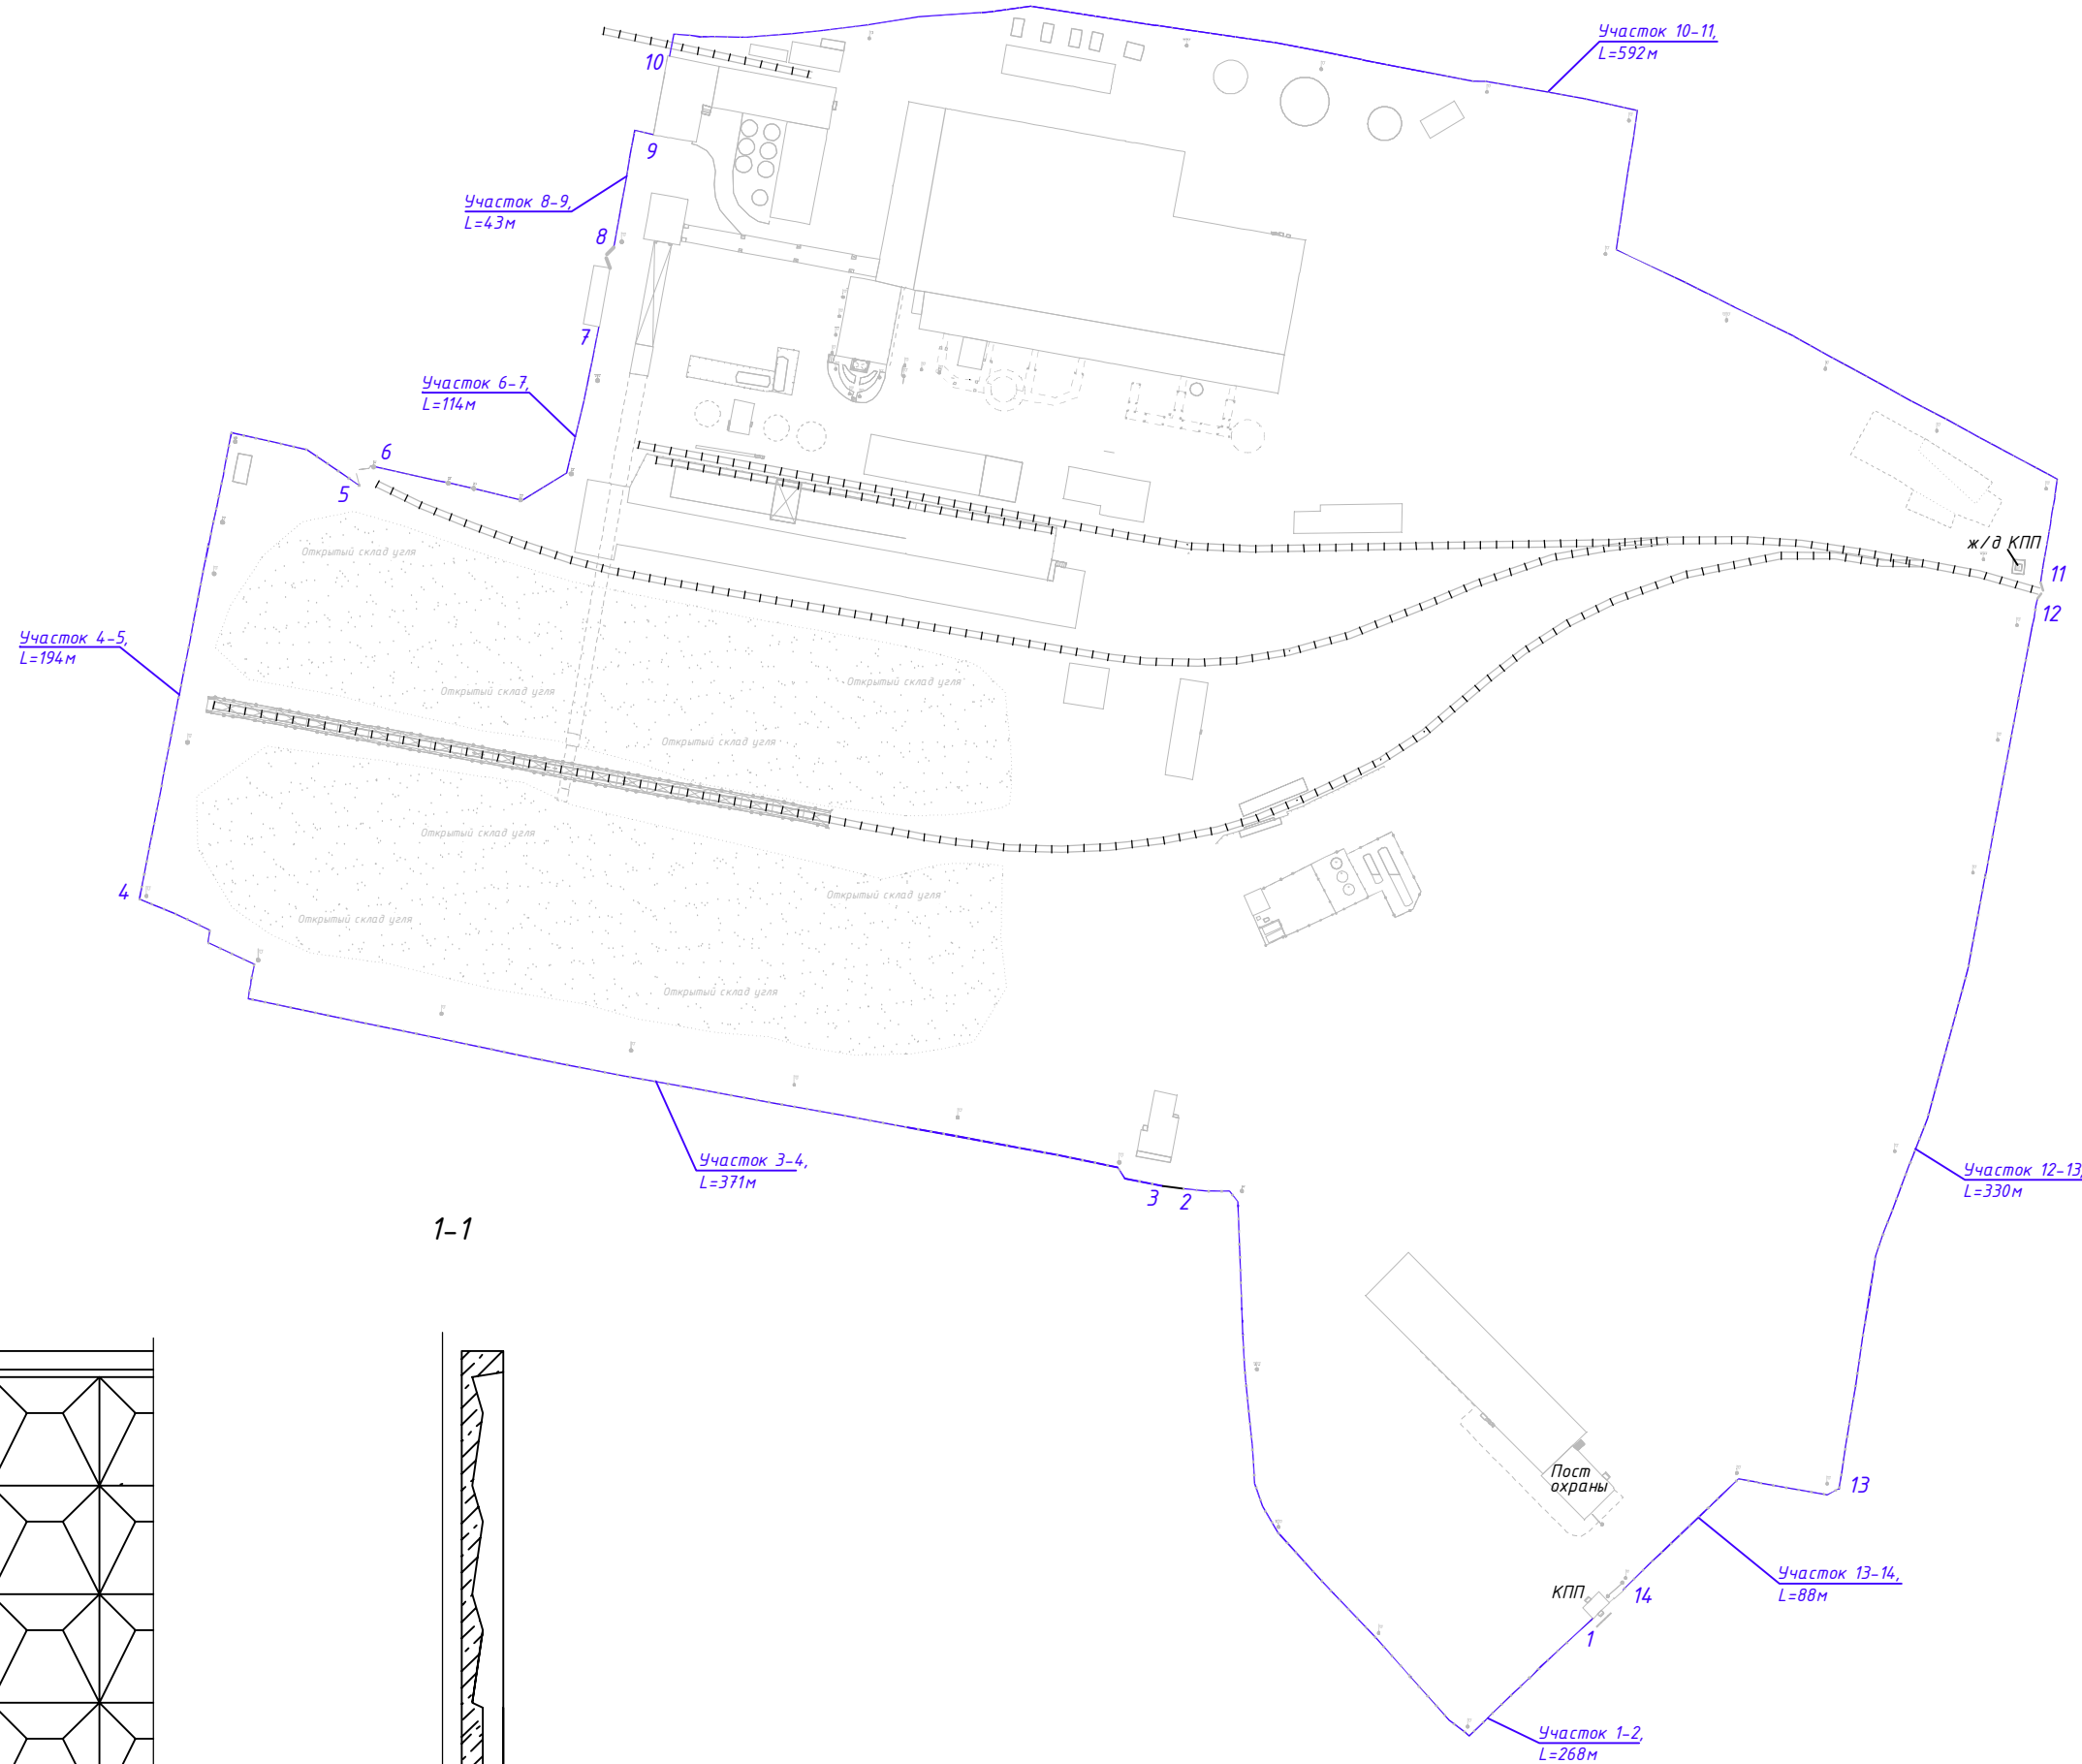 Участок 10-11,
L=592м
10
9
Участок 8-9,
L=43м
8
7
Участок 6-7,
L=114м
6
5
Открытый склад угля
ж/д КПП
11
12
Участок 4-5,
L=194м
Открытый склад угля
Открытый склад угля
Открытый склад угля
Открытый склад угля
4
Открытый склад угля
Открытый склад угля
Открытый склад угля
Участок 3-4,
L=371м
3
2
Участок 12-13,
L=330м
1-1
Пост
охраны
13
Участок 13-14,
L=88м
КПП
14
1
Участок 1-2,
L=268м